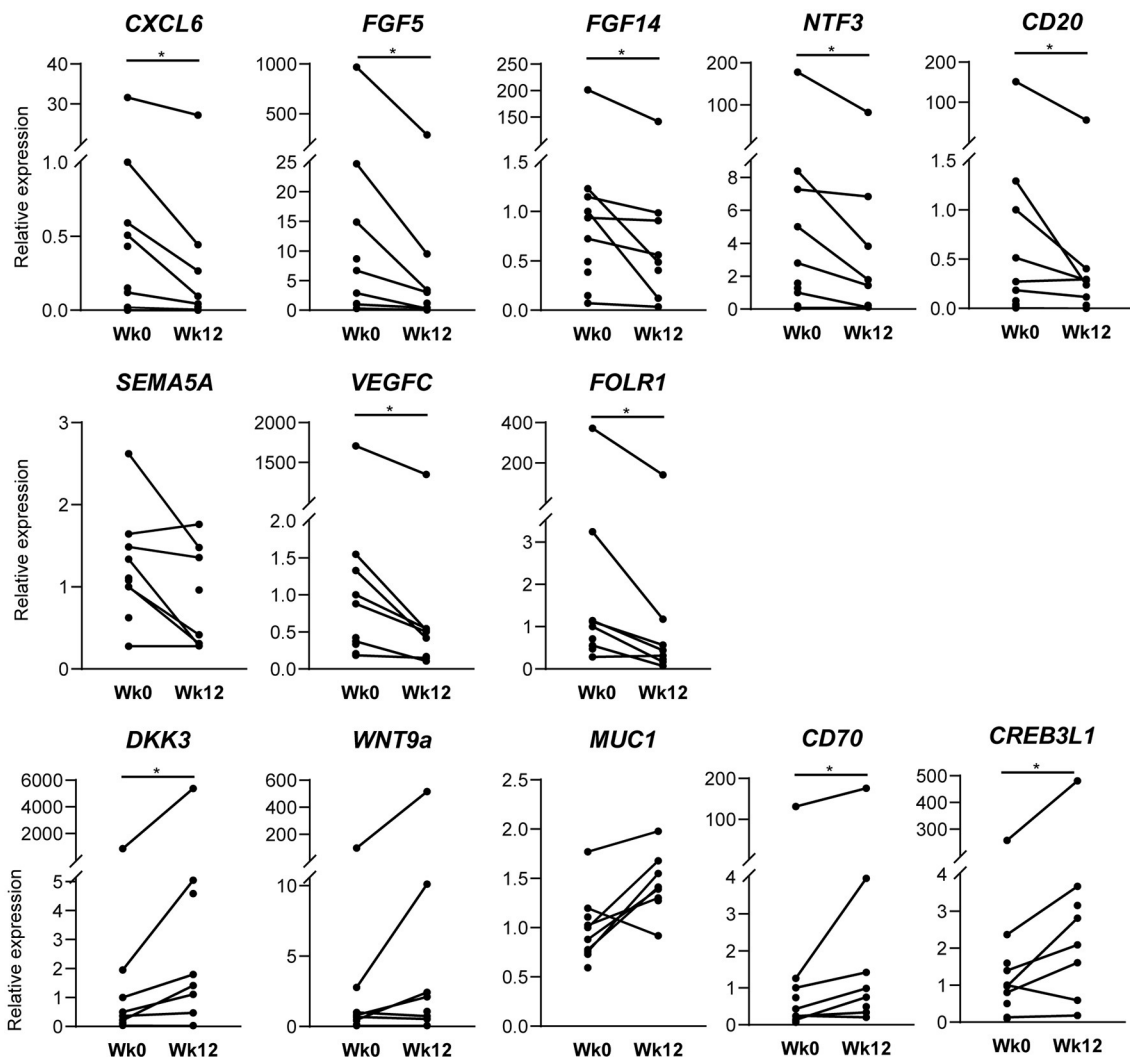 CXCL6 FGF5 FGF14 NTF3 CD20
* * * * *
40 1000 250 200 200
30 500 200 100 100
150
100
1.0 25 1.5 8 1.5
0.5 20 1.0 6 1.0
0.0 15 0.5 4 0.5
10 0.0 2 0.0
5 0
0
Relative expression
Wk0 Wk12 Wk0 Wk12 Wk0 Wk12 Wk0 Wk12 Wk0 Wk12
SEMA5A VEGFC FOLR1
* *
3 2000 400
2 1500 200
1 2.0 3
0 1.5 2
1.0 1
0.5 0
0.0
Relative expression
Wk0 Wk12 Wk0 Wk12 Wk0 Wk12
DKK3 WNT9a MUC1 CD70 CREB3L1
* * *
6000 600 2.5 200 500
4000 400 2.0 100 400
2000 200 1.5 4 300
5 10 1.0 3 4
4 5 0.5 2 3
3 0 0.0 1 2
2 0 1
1 0
0
Relative expression
Wk0 Wk12 Wk0 Wk12 Wk0 Wk12 Wk0 Wk12 Wk0 Wk12